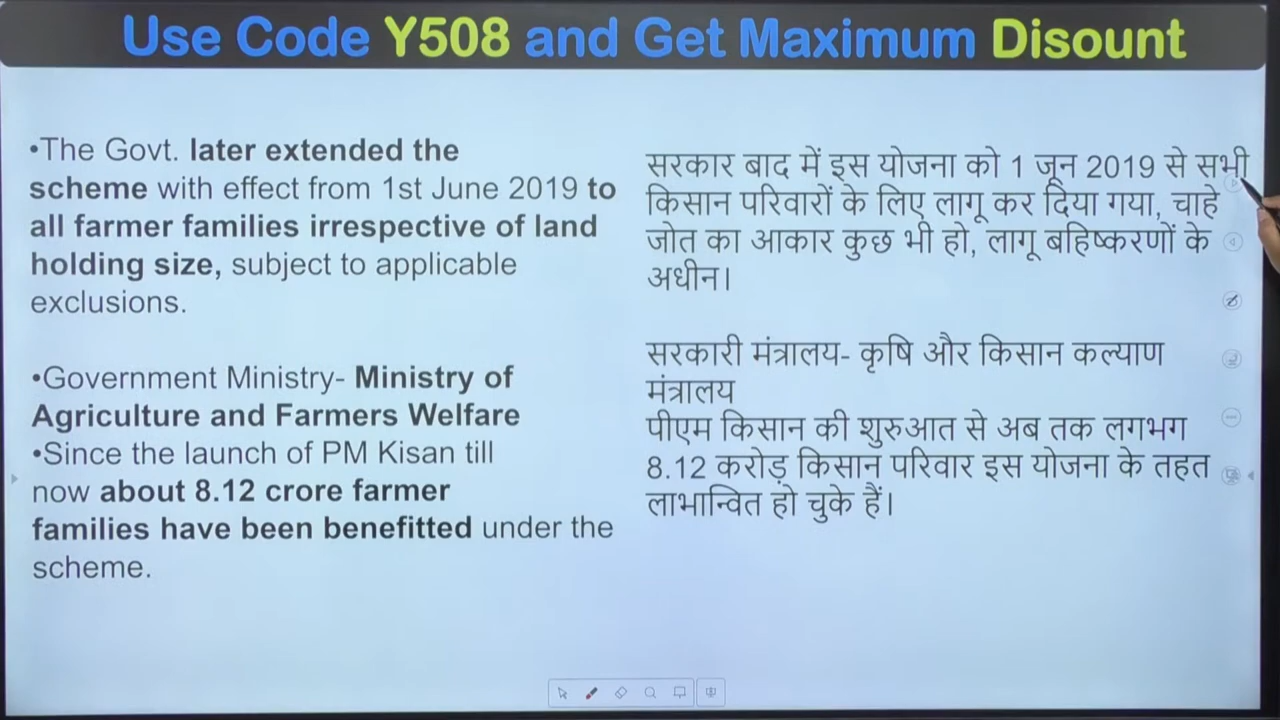 Use Code Y508 and Get Maximum Disount
•The Govt. later extended the
scheme with effect from 1st June 2019 to
all farmer families irrespective of land
holding size, subject to applicable
exclusions.
•Government Ministry- Ministry of
Agriculture and Farmers Welfare
•Since the launch of PM Kisan till
now about 8.12 crore farmer
families have been benefitted under the
scheme.
सरकार बाद में इस योजना को 1 जून 2019 से सभी
किसान परिवारों के लिए लागू कर दिया गया, चाहे
जोत का आकार कुछ भी हो, लागू बहिष्करणों के
अधीन।
सरकारी मंत्रालय- कृषि और किसान कल्याण
मंत्रालय
पीएम किसान की शुरुआत से अब तक लगभग
8.12 करोड़ किसान परिवार इस योजना के तहत
लाभान्वित हो चुके हैं।